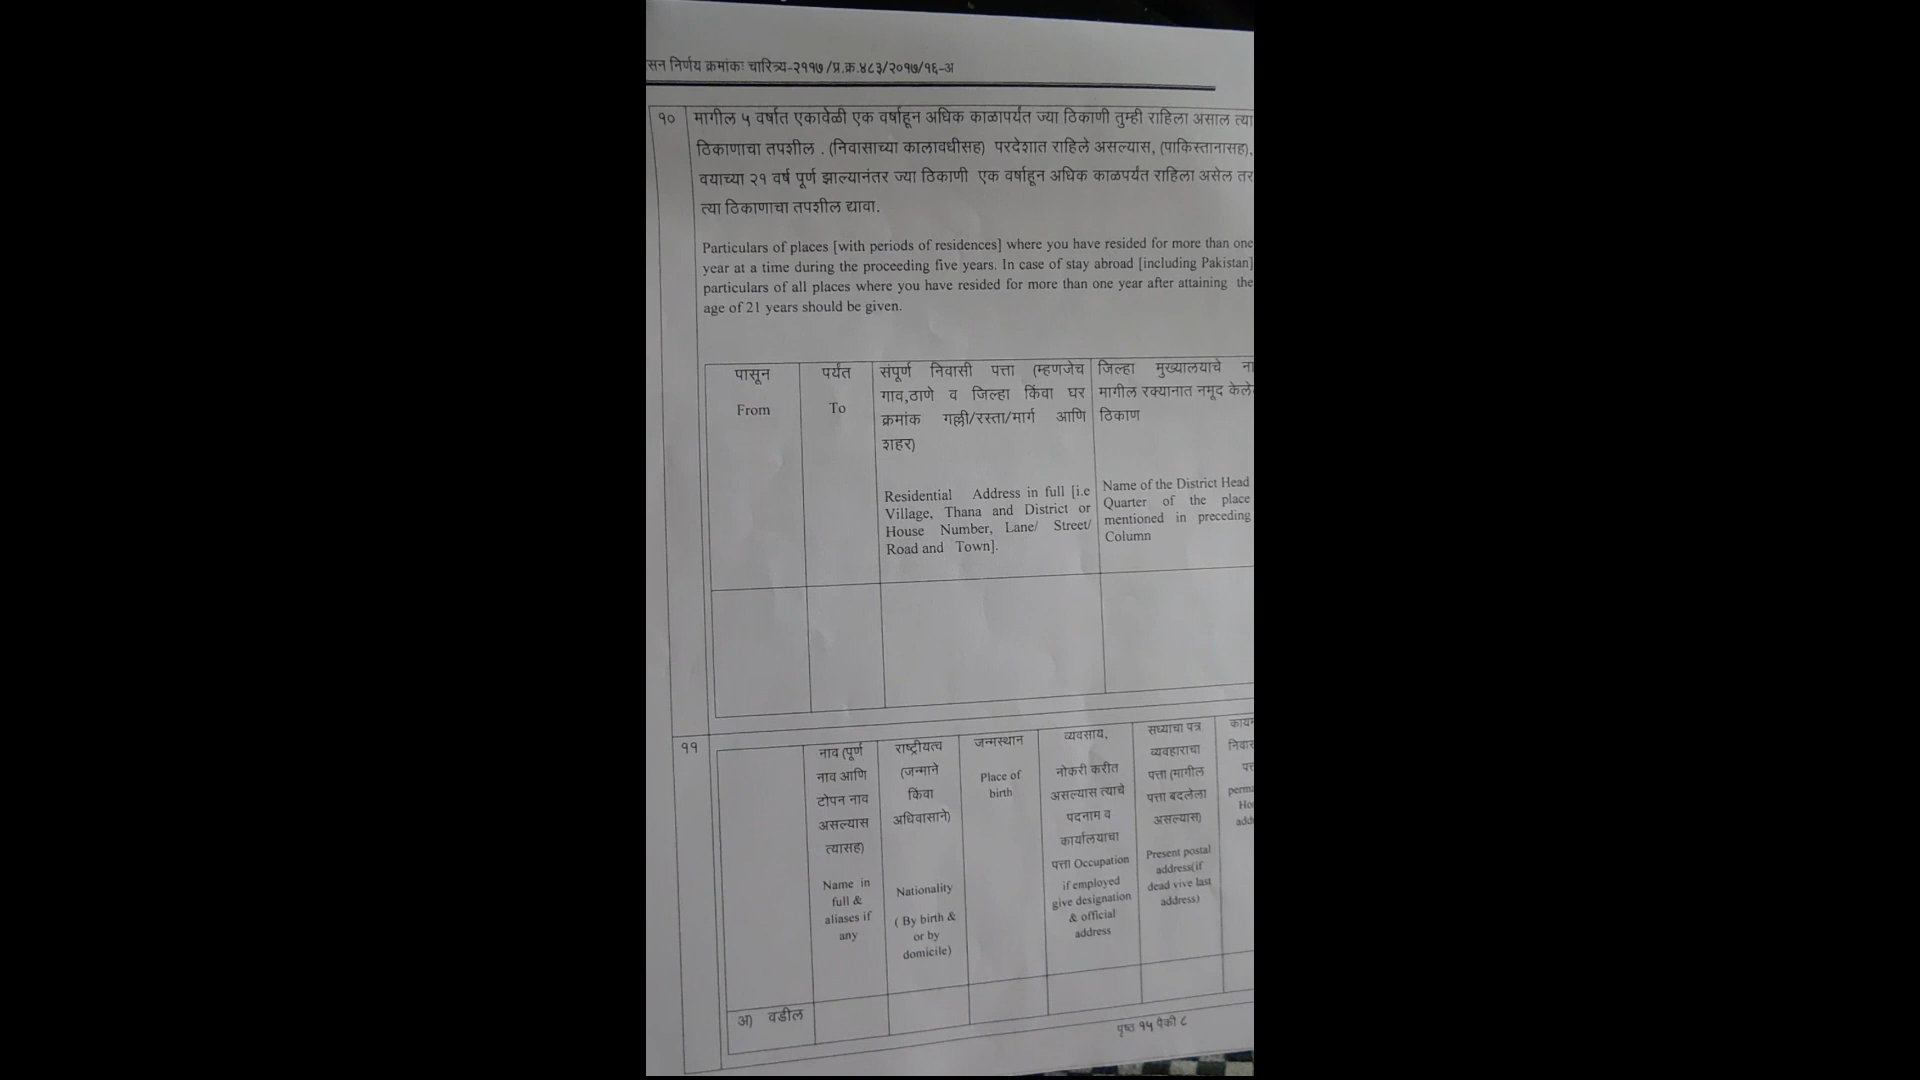 सन निर्णय क्रमांकः चारित्र्य-२११७/प्र.क्र.४८३/२०१७/१६-अ
१० मागील ५ वर्षात एकावेळी एक वर्षाहून अधिक काळापर्यंत ज्या ठिकाणी तुम्ही राहिला असाल त्या
ठिकाणाचा तपशील . (निवासाच्या कालावधीसह) परदेशात राहिले असल्यास, (पाकिस्तानासह),
वयाच्या २१ वर्ष पूर्ण झाल्यानंतर ज्या ठिकाणी एक वर्षाहून अधिक काळपर्यंत राहिला असेल तर
त्या ठिकाणाचा तपशील द्यावा.
Particulars of places [with periods of residences] where you have resided for more than one
year at a time during the proceeding five years. In case of stay abroad [including Pakistan]
particulars of all places where you have resided for more than one year after attaining the
age of 21 years should be given.
पासून
From
पर्यंत
To
संपूर्ण निवासी पत्ता (म्हणजेच
गाव,ठाणे व जिल्हा किंवा घर
क्रमांक गल्ली/रस्ता/मार्ग आणि
शहर)
Residential Address in full [i.e
Village, Thana and District or
House Number, Lane/ Street/
Road and Town].
जिल्हा मुख्यालयाचे ना
मागील रक्यानात नमूद केले
ठिकाण
Name of the District Head
Quarter of the place
mentioned in preceding
Column
११
नाव (पूर्ण
नाव आणि
टोपन नाव
असल्यास
त्यासह)
Name in
full &
aliases if
any
राष्ट्रीयत्व
(जन्माने
किंवा
अधिवासाने)
Nationality
( By birth &
or by
domicile)
जन्मस्थान
Place of
birth
व्यवसाय,
नोकरी करीत
असल्यास त्याचे
पदनाम व
कार्यालयाचा
पत्ता Occupation
if employed
give designation
& official
address
सध्याचा पत्र
व्यवहाराचा
पत्ता (मागील
पत्ता बदलेला
असल्यास)
Present postal
address(if
dead vive last
address)
काय
निवा
पत्
perma
Ho
add
अ) वडील
पृष्ठ १५ पैकी ८